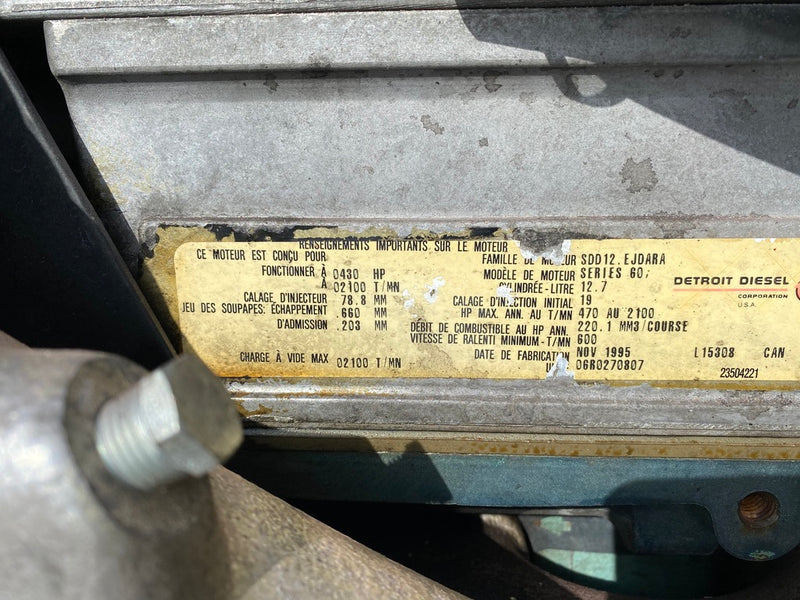 RENSEIGNEMENTS IMPORTANTS SUR LE MOTEUR
CE MOTEUR EST CONÇU POUR
FONCTIONNER À 0430 HP
À 02100 T/MN
CALAGE D'INJECTEUR 78.8 MM
JEU DES SOUPAPES: ÉCHAPPEMENT .660 MM
D'ADMISSION .203 MM
CHARGE À VIDE MAX 02100 T/MN
FAMILLE DE MOTEUR SDD12.EJDARA
MODÈLE DE MOTEUR SERIES 60
CYLINDRÉE-LITRE 12.7
CALAGE D'INJECTION INITIAL 19
HP MAX. ANN. AU T/MN 470 AU 2100
DÉBIT DE COMBUSTIBLE AU HP ANN. 220.1 MM3/COURSE
VITESSE DE RALENTI MINIMUM-T/MN 600
DATE DE FABRICATION NOV 1995
06R0270807
DETROIT DIESEL
CORPORATION
U.S.A.
L15308 CAN
23504221